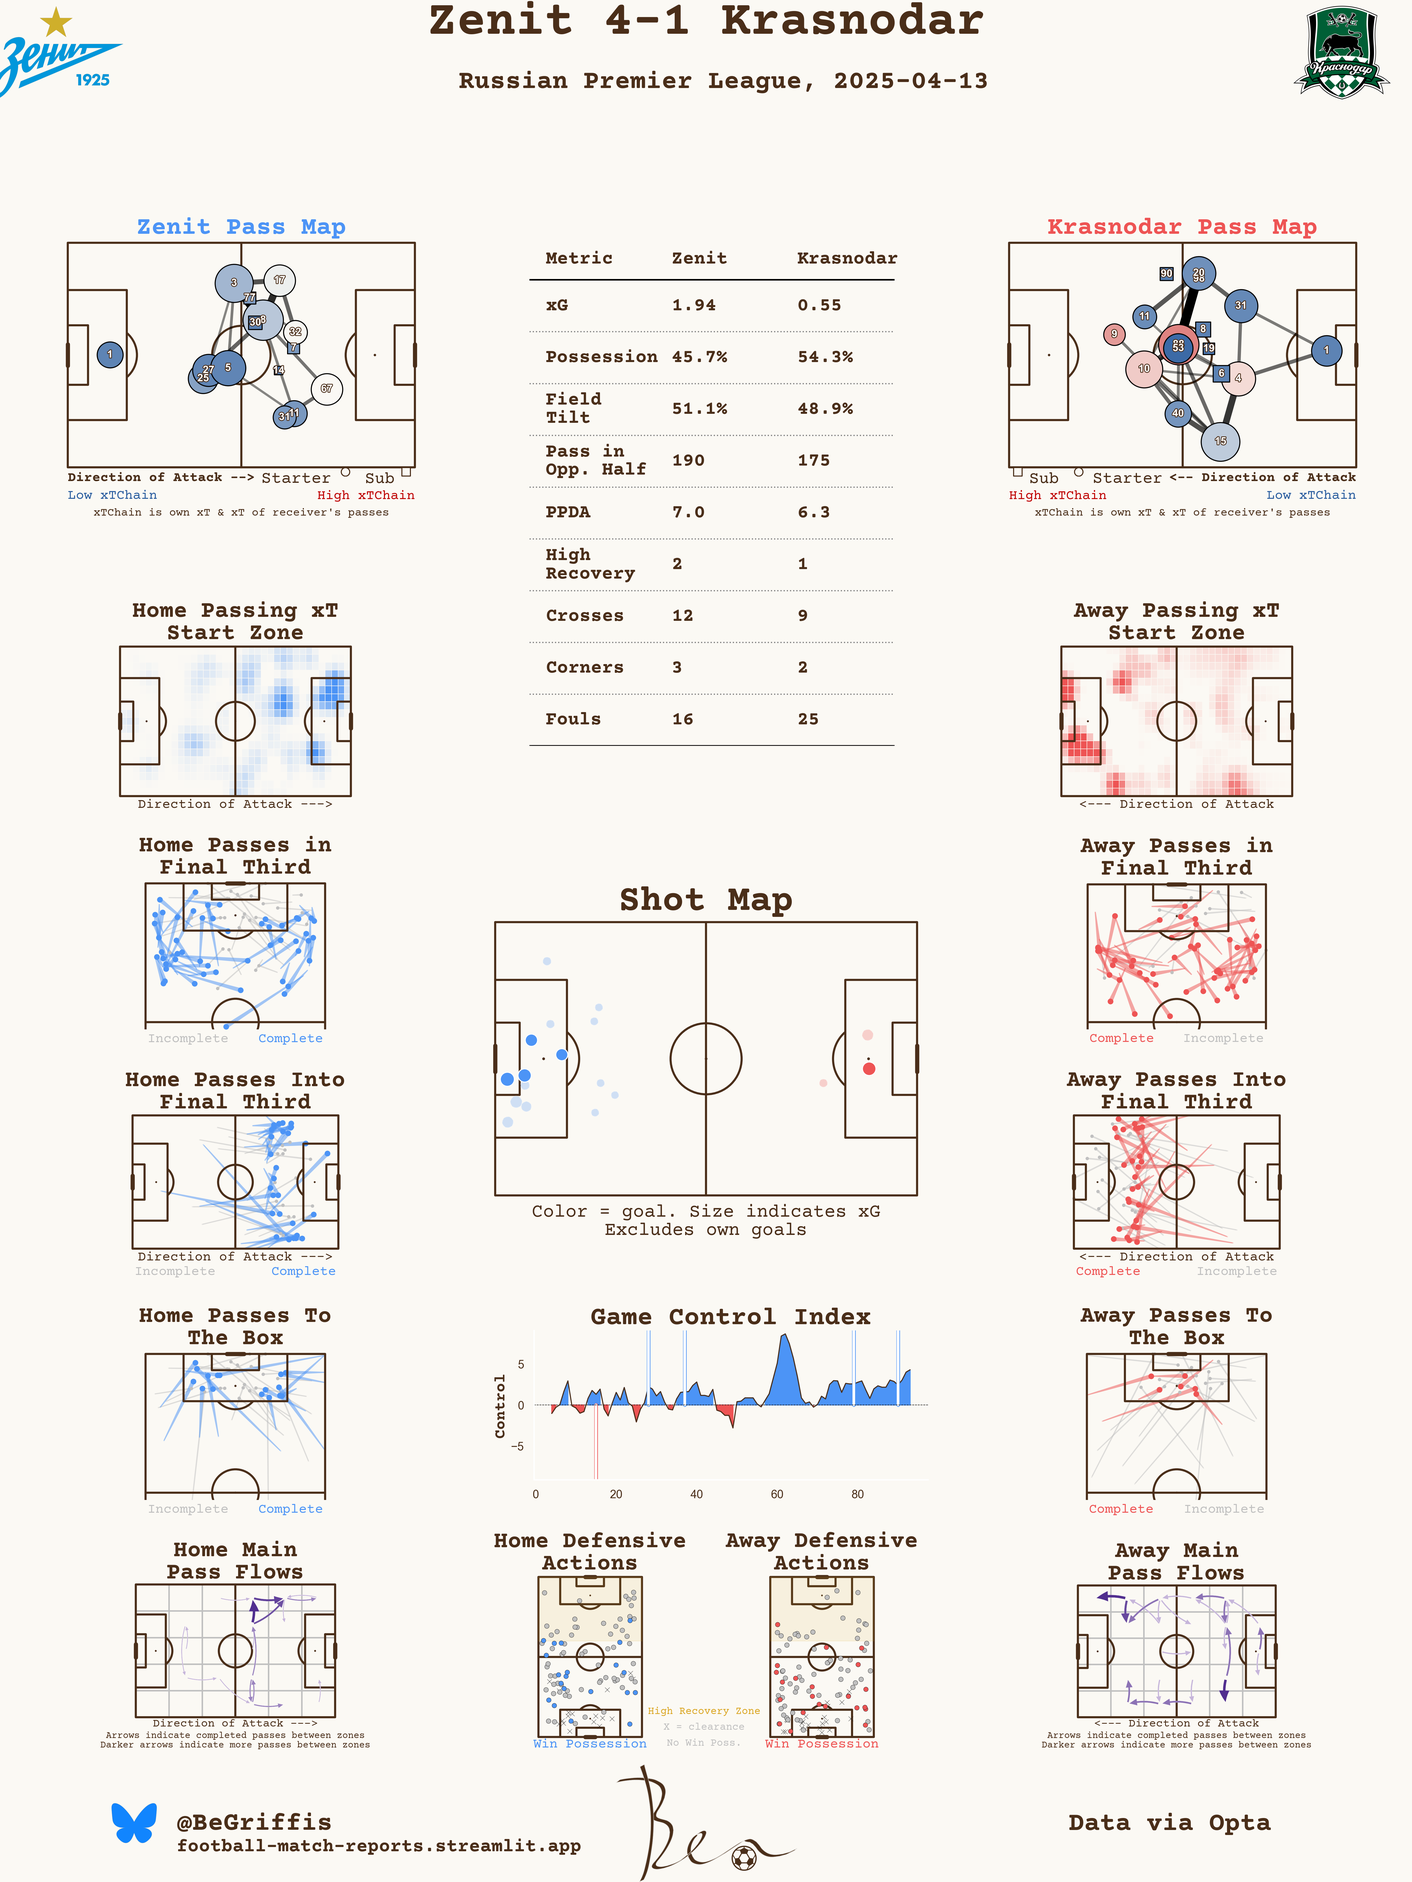 Zenit 4-1 Krasnodar
Russian Premier League, 2025-04-13
Зенит
1925
Краснодар
Zenit Pass Map
3
17
77
30
8
32
7
1
27
25
5
14
67
31
11
Direction of Attack --> Starter Sub
Low xTChain High xTChain
xTChain is own xT & xT of receiver's passes
Metric Zenit Krasnodar
xG 1.94 0.55
Possession 45.7% 54.3%
Field
Tilt 51.1% 48.9%
Pass in
Opp. Half 190 175
PPDA 7.0 6.3
High
Recovery 2 1
Crosses 12 9
Corners 3 2
Fouls 16 25
Krasnodar Pass Map
90
20
98
31
11
9
8
53
19
1
10
6
4
40
15
Sub Starter <-- Direction of Attack
High xTChain Low xTChain
xTChain is own xT & xT of receiver's passes
Home Passing xT
Start Zone
Direction of Attack --->
Away Passing xT
Start Zone
<--- Direction of Attack
Home Passes in
Final Third
Incomplete Complete
Away Passes in
Final Third
Complete Incomplete
Shot Map
Color = goal. Size indicates xG
Excludes own goals
Home Passes Into
Final Third
Direction of Attack --->
Incomplete Complete
Away Passes Into
Final Third
<--- Direction of Attack
Complete Incomplete
Home Passes To
The Box
Incomplete Complete
Game Control Index
Control
5
0
−5
0 20 40 60 80
Away Passes To
The Box
Complete Incomplete
Home Main
Pass Flows
Direction of Attack --->
Arrows indicate completed passes between zones
Darker arrows indicate more passes between zones
Home Defensive
Actions
Win Possession
Away Defensive
Actions
Win Possession
High Recovery Zone
X = clearance
No Win Poss.
Away Main
Pass Flows
<--- Direction of Attack
Arrows indicate completed passes between zones
Darker arrows indicate more passes between zones
@BeGriffis
football-match-reports.streamlit.app
Ben
Data via Opta